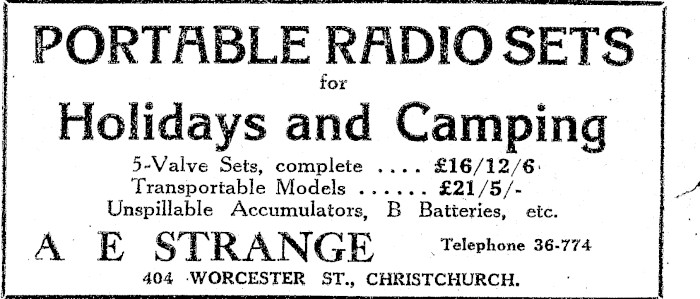 PORTABLE RADIO SETS
for
Holidays and Camping
5-Valve Sets, complete .... £16/12/6
Transportable Models ...... £21/5/-
Unspillable Accumulators, B Batteries, etc.
A E STRANGE Telephone 36-774
404 WORCESTER ST., CHRISTCHURCH.